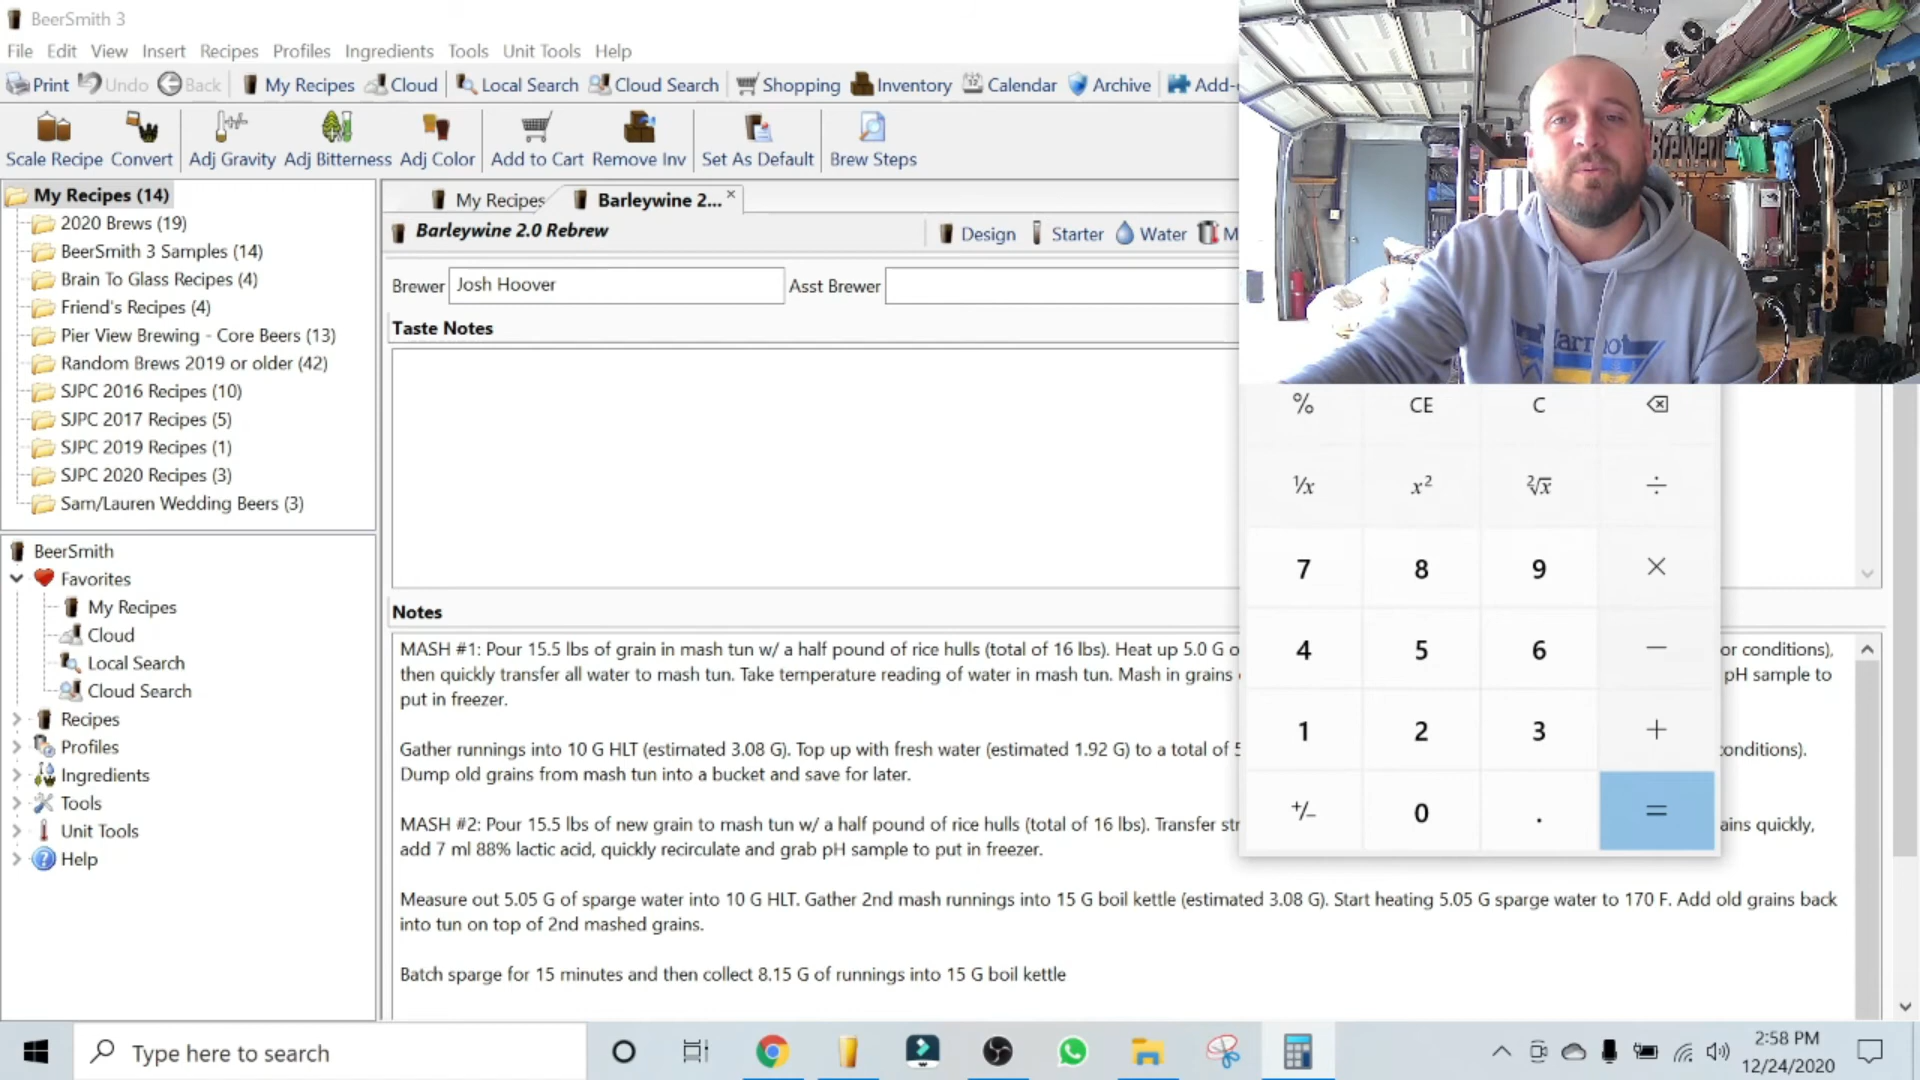 BeerSmith 3
File Edit View Insert Recipes Profiles Ingredients Tools Unit Tools Help
Print Undo Back My Recipes Cloud Local Search Cloud Search Shopping Inventory Calendar Archive Add-
Scale Recipe Convert Adj Gravity Adj Bitterness Adj Color Add to Cart Remove Inv Set As Default Brew Steps
My Recipes (14)
2020 Brews (19)
BeerSmith 3 Samples (14)
Brain To Glass Recipes (4)
Friend's Recipes (4)
Pier View Brewing - Core Beers (13)
Random Brews 2019 or older (42)
SJPC 2016 Recipes (10)
SJPC 2017 Recipes (5)
SJPC 2019 Recipes (1)
SJPC 2020 Recipes (3)
Sam/Lauren Wedding Beers (3)
BeerSmith
Favorites
My Recipes
Cloud
Local Search
Cloud Search
Recipes
Profiles
Ingredients
Tools
Unit Tools
Help
My Recipes Barleywine 2... ×
Barleywine 2.0 Rebrew Design Starter Water M
Brewer Josh Hoover Asst Brewer
Taste Notes
Notes
MASH #1: Pour 15.5 lbs of grain in mash tun w/ a half pound of rice hulls (total of 16 lbs). Heat up 5.0 G o or conditions),
then quickly transfer all water to mash tun. Take temperature reading of water in mash tun. Mash in grains pH sample to
put in freezer.
Gather runnings into 10 G HLT (estimated 3.08 G). Top up with fresh water (estimated 1.92 G) to a total of 5 conditions).
Dump old grains from mash tun into a bucket and save for later.
MASH #2: Pour 15.5 lbs of new grain to mash tun w/ a half pound of rice hulls (total of 16 lbs). Transfer str ains quickly,
add 7 ml 88% lactic acid, quickly recirculate and grab pH sample to put in freezer.
Measure out 5.05 G of sparge water into 10 G HLT. Gather 2nd mash runnings into 15 G boil kettle (estimated 3.08 G). Start heating 5.05 G sparge water to 170 F. Add old grains back
into tun on top of 2nd mashed grains.
Batch sparge for 15 minutes and then collect 8.15 G of runnings into 15 G boil kettle
% CE C
1/x x² ²√x ÷
7 8 9 ×
4 5 6 −
1 2 3 +
+/− 0 . =
Type here to search
2:58 PM
12/24/2020